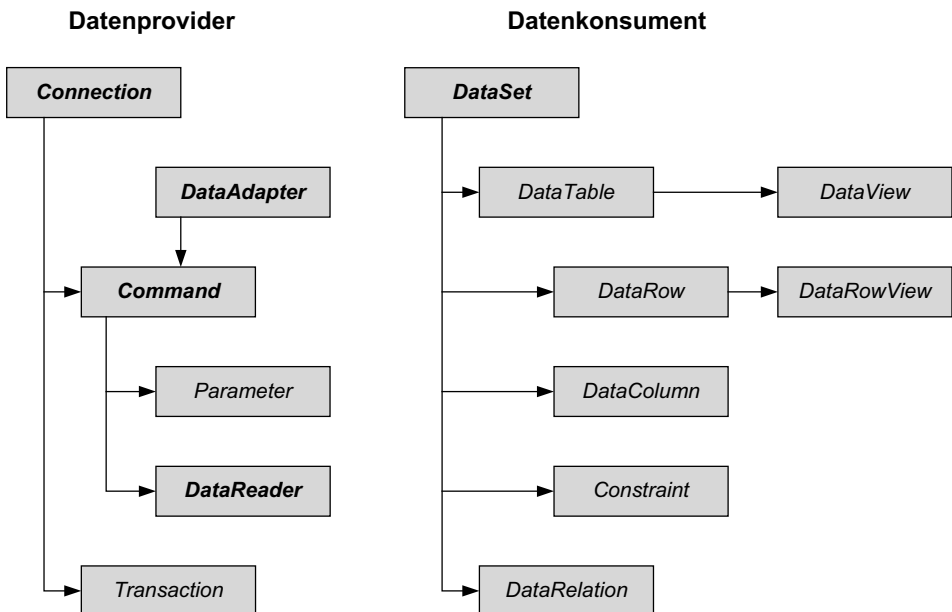 Datenprovider
Connection
DataAdapter
Command
Parameter
DataReader
Transaction
Datenkonsument
DataSet
DataTable
DataView
DataRow
DataRowView
DataColumn
Constraint
DataRelation